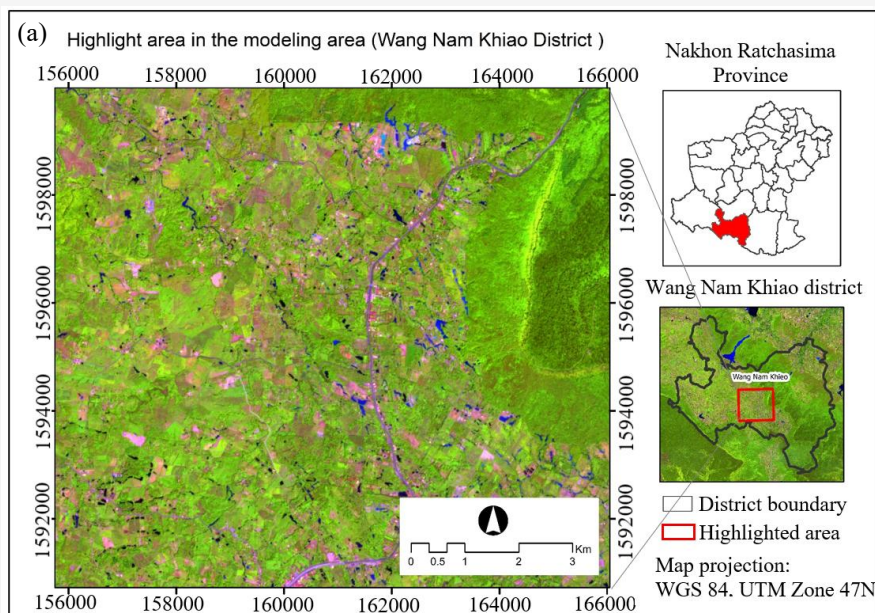 (a)
Highlight area in the modeling area (Wang Nam Khiao District )
156000 158000 160000 162000 164000 166000
1598000
1596000
1594000
1592000
1598000
1596000
1594000
1592000
156000 158000 160000 162000 164000 166000
0 0.5 1 2 3 Km
Nakhon Ratchasima
Province
Wang Nam Khiao district
Wang Nam Khieo
District boundary
Highlighted area
Map projection:
WGS 84, UTM Zone 47N